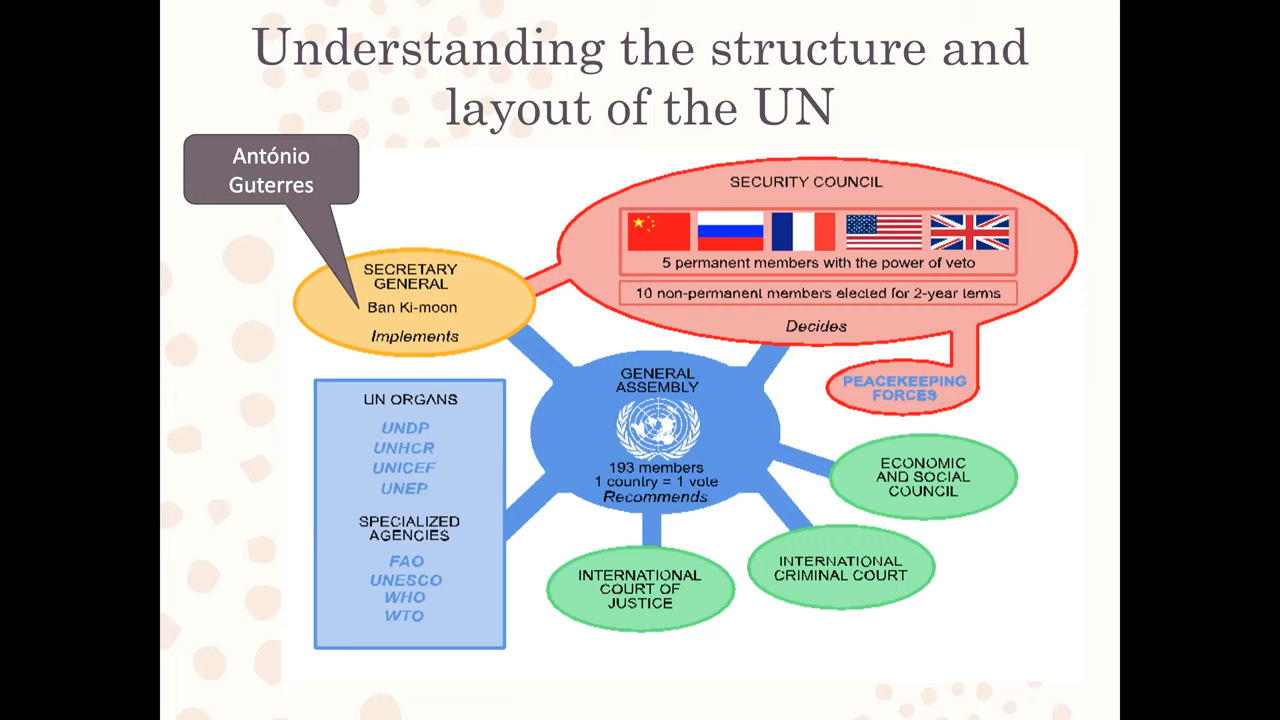 Understanding the structure and
layout of the UN
António
Guterres
SECRETARY
GENERAL
Ban Ki-moon
Implements
SECURITY COUNCIL
5 permanent members with the power of veto
10 non-permanent members elected for 2-year terms
Decides
PEACEKEEPING
FORCES
GENERAL
ASSEMBLY
193 members
1 country = 1 vote
Recommends
UN ORGANS
UNDP
UNHCR
UNICEF
UNEP
SPECIALIZED
AGENCIES
FAO
UNESCO
WHO
WTO
ECONOMIC
AND SOCIAL
COUNCIL
INTERNATIONAL
CRIMINAL COURT
INTERNATIONAL
COURT OF
JUSTICE